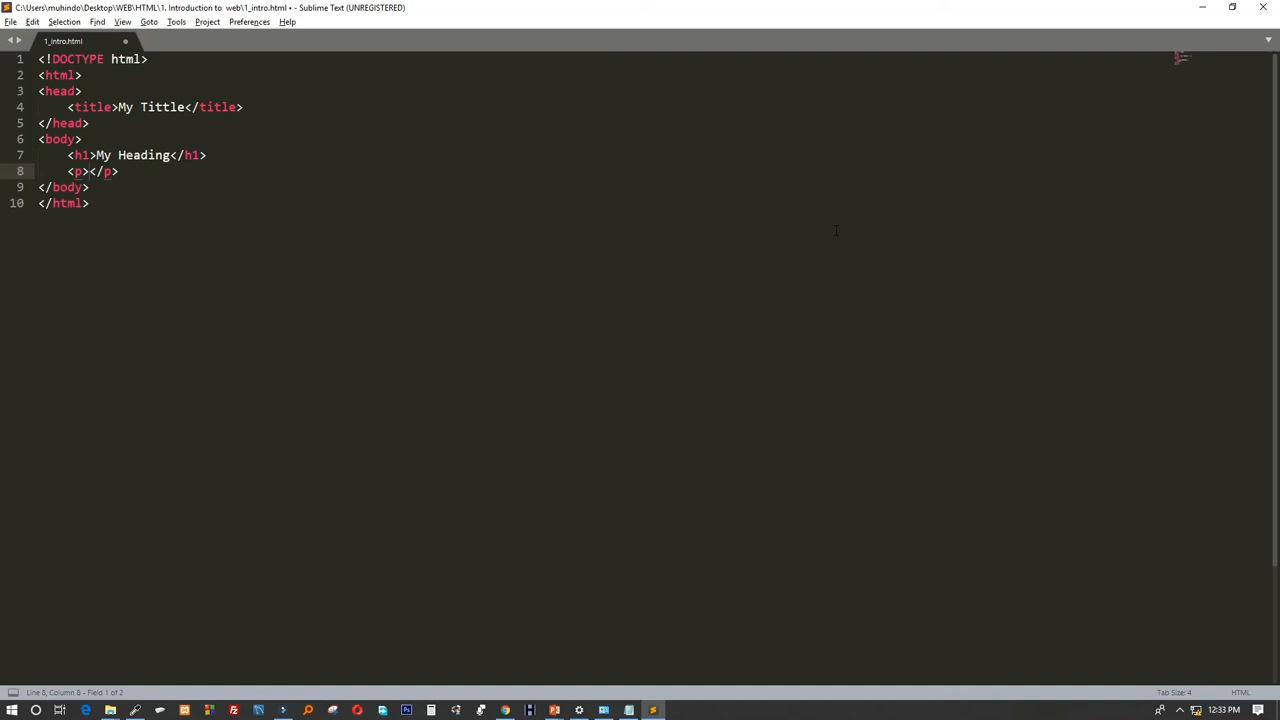 C:\Users\muhindo\Desktop\WEB\HTML\1. Introduction to  web\1_intro.html • - Sublime Text (UNREGISTERED)
File Edit Selection Find View Goto Tools Project Preferences Help
1_intro.html
1 <!DOCTYPE html>
2 <html>
3 <head>
4 <title>My Tittle</title>
5 </head>
6 <body>
7 <h1>My Heading</h1>
8 <p></p>
9 </body>
10 </html>
Line 8, Column 8 - Field 1 of 2 Tab Size: 4 HTML
12:33 PM